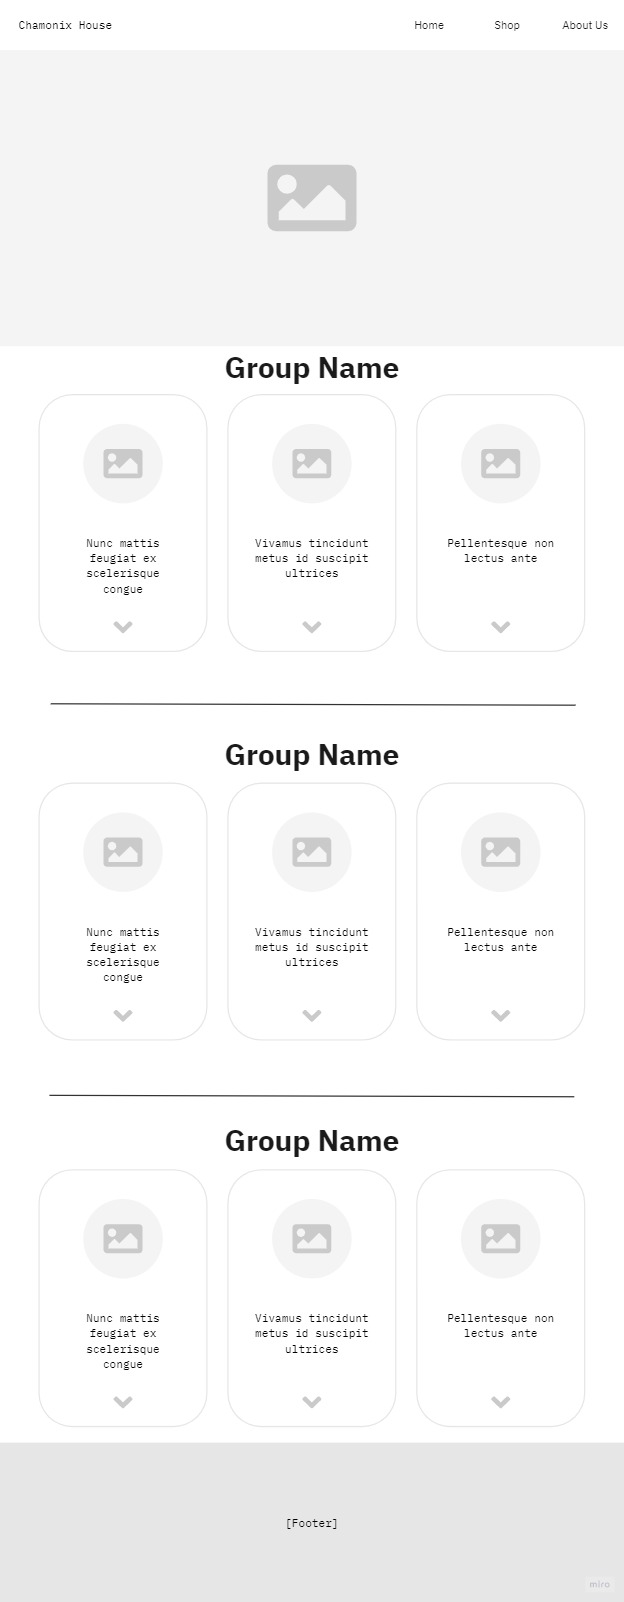 Chamonix House
Home Shop About Us
Group Name
Nunc mattis
feugiat ex
scelerisque
congue
Vivamus tincidunt
metus id suscipit
ultrices
Pellentesque non
lectus ante
Group Name
Nunc mattis
feugiat ex
scelerisque
congue
Vivamus tincidunt
metus id suscipit
ultrices
Pellentesque non
lectus ante
Group Name
Nunc mattis
feugiat ex
scelerisque
congue
Vivamus tincidunt
metus id suscipit
ultrices
Pellentesque non
lectus ante
[Footer]
miro